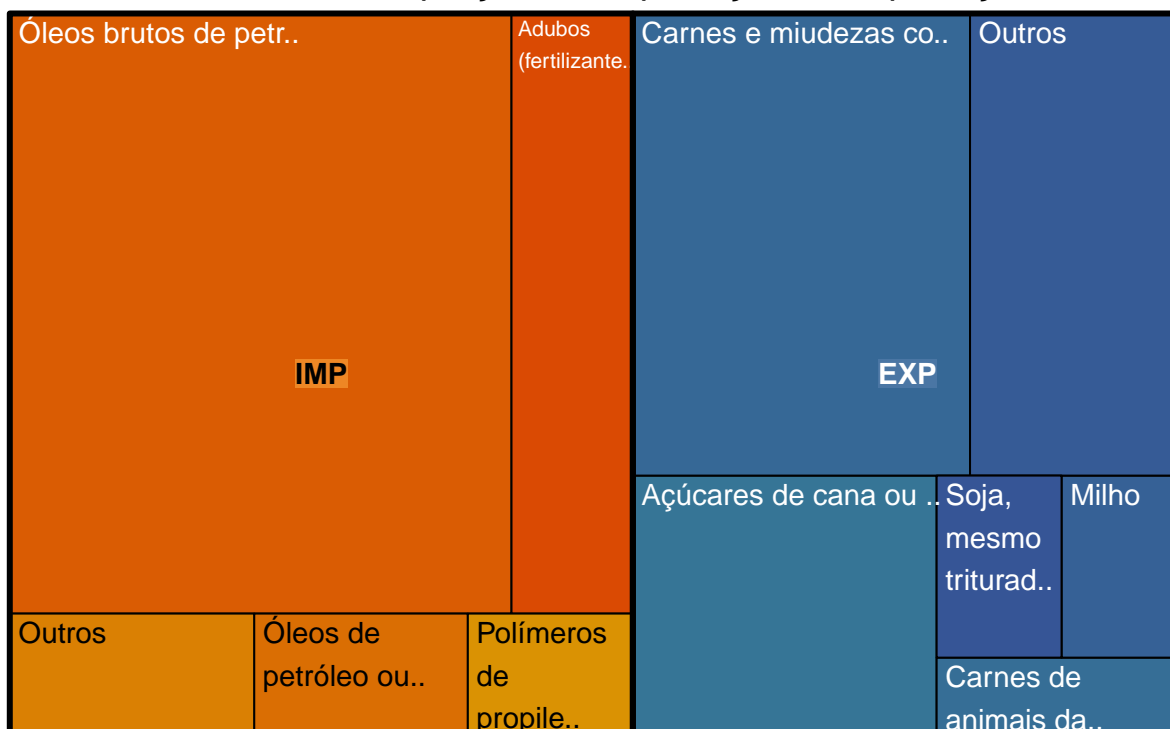 Óleos brutos de petr..
Adubos
(fertilizante.
Carnes e miudezas co..
Outros
IMP
EXP
Açúcares de cana ou ..
Soja,
mesmo
triturad..
Milho
Outros
Óleos de
petróleo ou..
Polímeros
de
propile..
Carnes de
animais da..